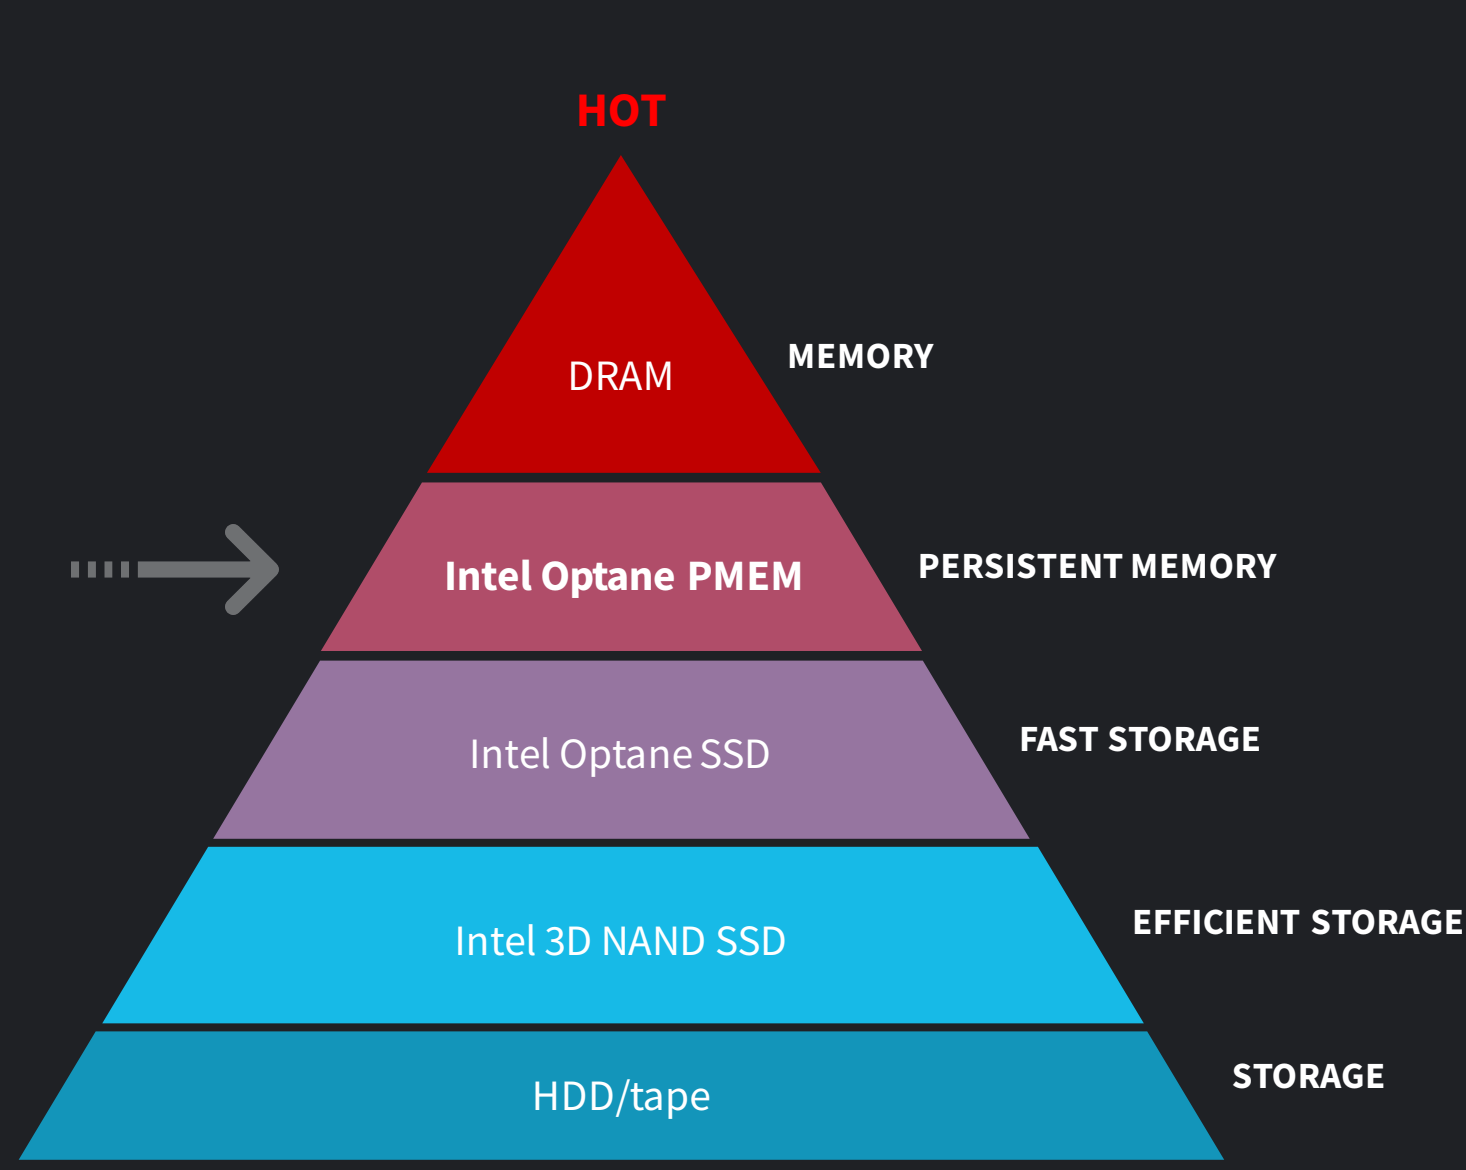 HOT
DRAM
MEMORY
Intel Optane PMEM
PERSISTENT MEMORY
Intel Optane SSD
FAST STORAGE
Intel 3D NAND SSD
EFFICIENT STORAGE
HDD/tape
STORAGE